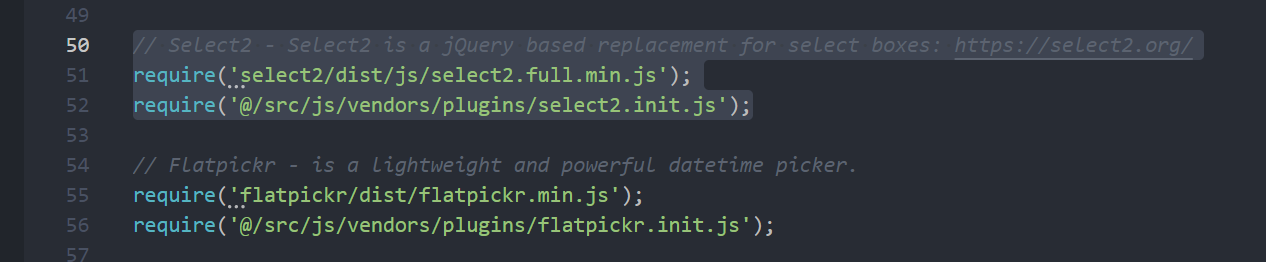 49
50 // Select2 - Select2 is a jQuery based replacement for select boxes: https://select2.org/
51 require('select2/dist/js/select2.full.min.js');
52 require('@/src/js/vendors/plugins/select2.init.js');
53
54 // Flatpickr - is a lightweight and powerful datetime picker.
55 require('flatpickr/dist/flatpickr.min.js');
56 require('@/src/js/vendors/plugins/flatpickr.init.js');
57